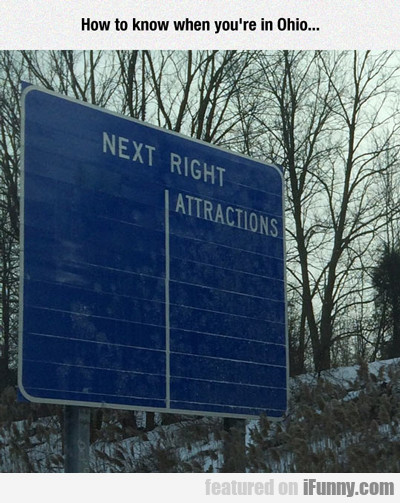 How to know when you're in Ohio...
NEXT RIGHT
ATTRACTIONS
featured on iFunny.com